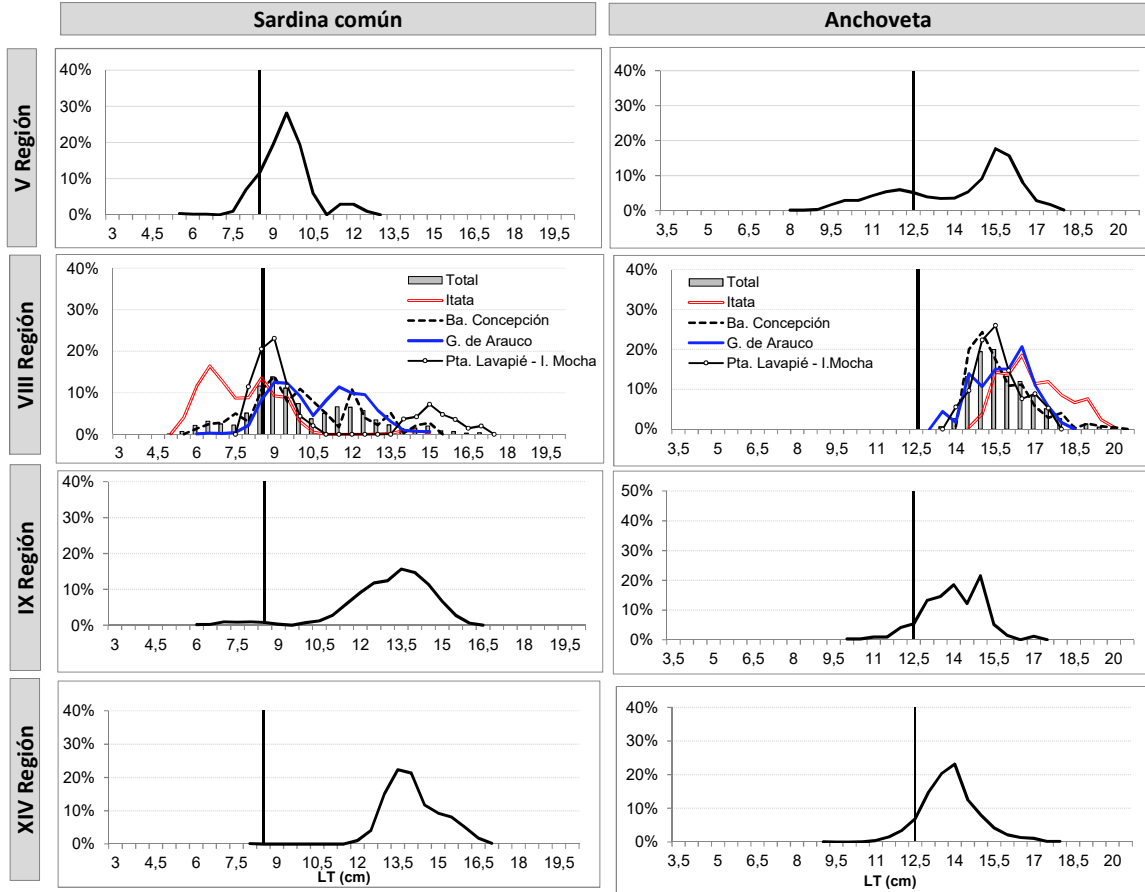 Sardina común
Anchoveta
V Región
40%
30%
20%
10%
0%
3 4,5 6 7,5 9 10,5 12 13,5 15 16,5 18 19,5
40%
30%
20%
10%
0%
3,5 5 6,5 8 9,5 11 12,5 14 15,5 17 18,5 20
VIII Región
40%
30%
20%
10%
0%
Total
Itata
Ba. Concepción
G. de Arauco
Pta. Lavapié - I. Mocha
3 4,5 6 7,5 9 10,5 12 13,5 15 16,5 18 19,5
40%
30%
20%
10%
0%
Total
Itata
Ba. Concepción
G. de Arauco
Pta. Lavapié - I.Mocha
3,5 5 6,5 8 9,5 11 12,5 14 15,5 17 18,5 20
IX Región
40%
30%
20%
10%
0%
3 4,5 6 7,5 9 10,5 12 13,5 15 16,5 18 19,5
50%
40%
30%
20%
10%
0%
3,5 5 6,5 8 9,5 11 12,5 14 15,5 17 18,5 20
XIV Región
40%
30%
20%
10%
0%
3 4,5 6 7,5 9 10,5 12 13,5 15 16,5 18 19,5
LT (cm)
40%
30%
20%
10%
0%
3,5 5 6,5 8 9,5 11 12,5 14 15,5 17 18,5 20
LT (cm)